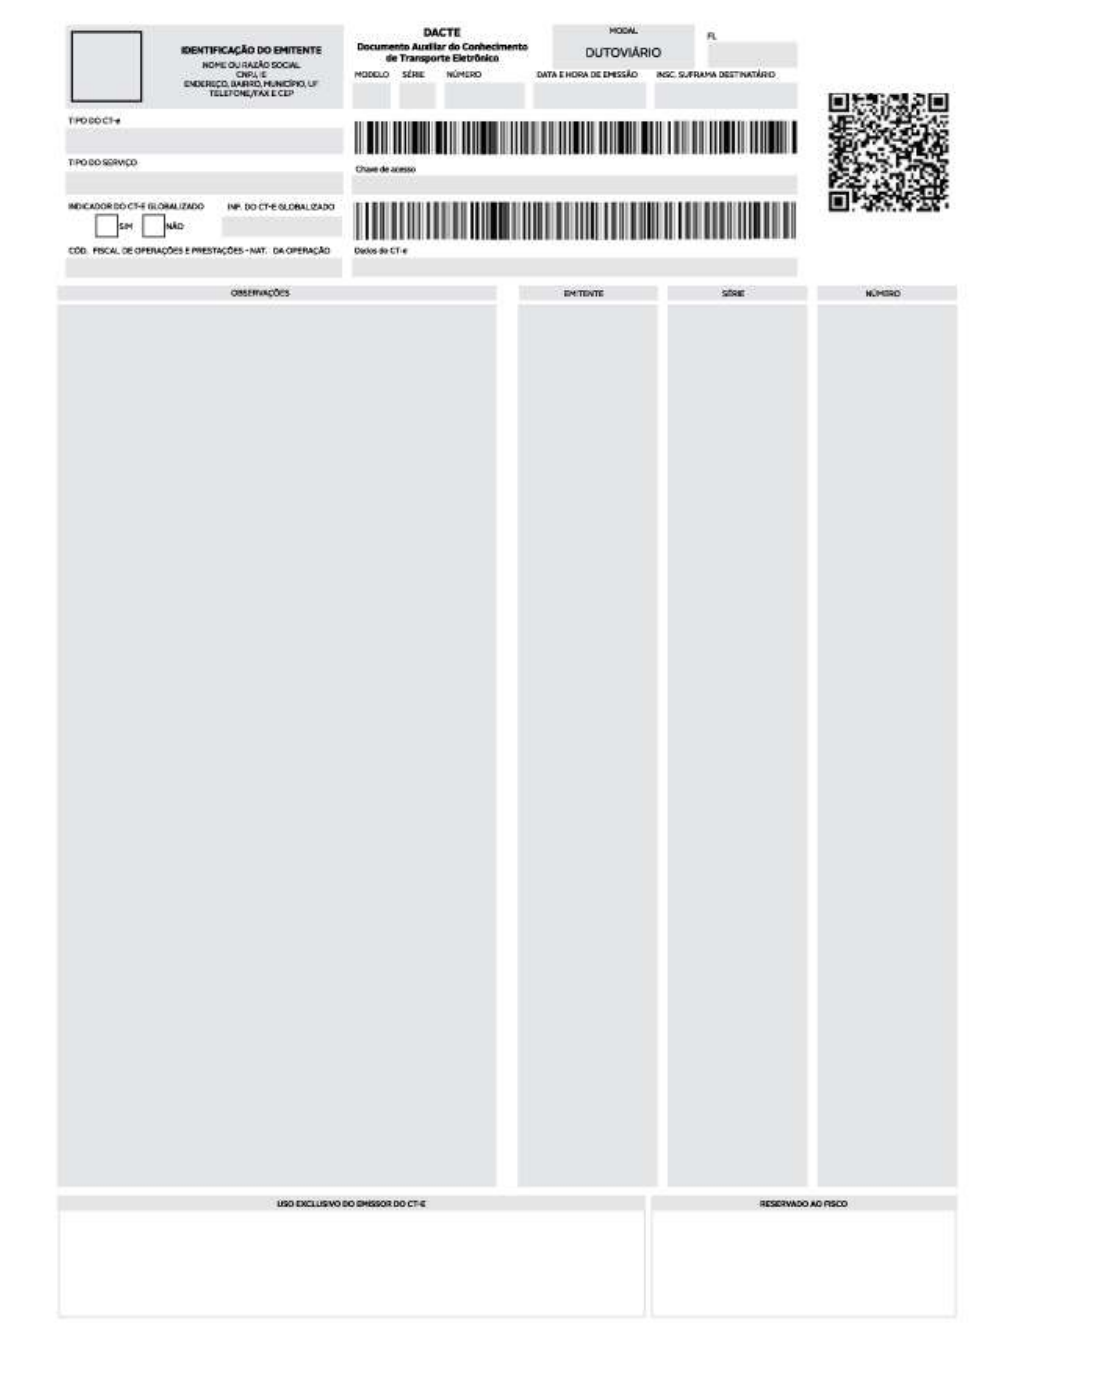 IDENTIFICAÇÃO DO EMITENTE
NOME OU RAZÃO SOCIAL
CNPJ, IE
ENDEREÇO, BAIRRO, MUNICÍPIO, UF
TELEFONE/FAX E CEP
DACTE
Documento Auxiliar do Conhecimento
de Transporte Eletrônico
MODAL
DUTOVIÁRIO
FL
MODELO SÉRIE NÚMERO DATA E HORA DE EMISSÃO INSC. SUFRAMA DESTINATÁRIO
TIPO DO CT-e
TIPO DO SERVIÇO
Chave de acesso
INDICADOR DO CT-E GLOBALIZADO INF. DO CT-E GLOBALIZADO
SIM NÃO
CÓD. FISCAL DE OPERAÇÕES E PRESTAÇÕES - NAT. DA OPERAÇÃO
Dados do CT-e
OBSERVAÇÕES EMITENTE SÉRIE NÚMERO
USO EXCLUSIVO DO EMISSOR DO CT-E RESERVADO AO FISCO